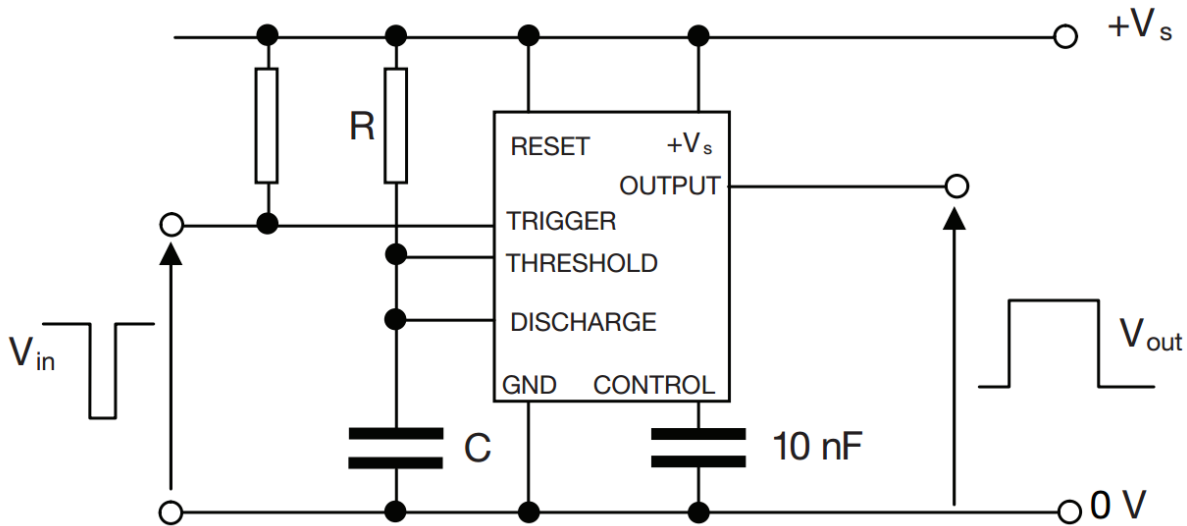 +Vs
R
RESET
+Vs
OUTPUT
TRIGGER
THRESHOLD
DISCHARGE
Vin
Vout
GND CONTROL
C
10 nF
0 V